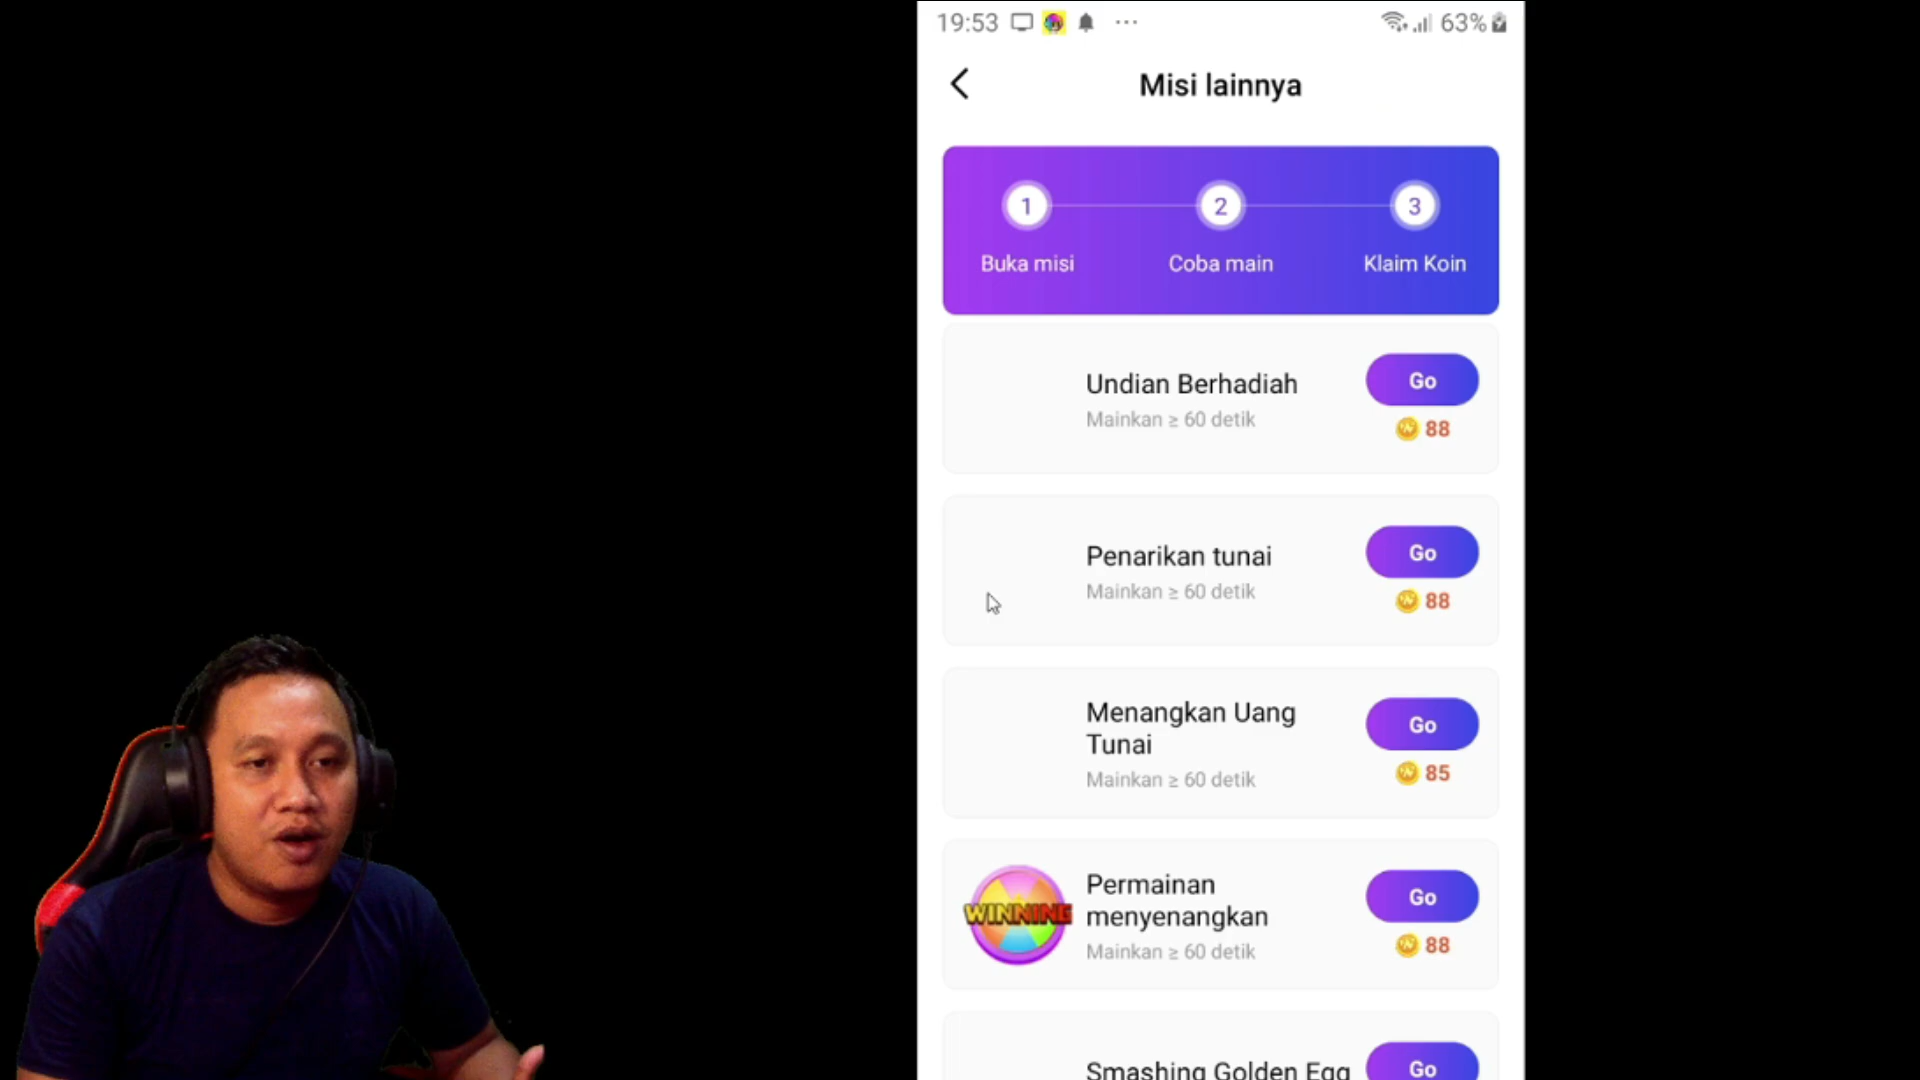 19:53
63%
Misi lainnya
1
2
3
Buka misi
Coba main
Klaim Koin
Undian Berhadiah
Go
Mainkan ≥ 60 detik
88
Penarikan tunai
Go
Mainkan ≥ 60 detik
88
Menangkan Uang
Tunai
Go
Mainkan ≥ 60 detik
85
WINNING
Permainan
menyenangkan
Go
Mainkan ≥ 60 detik
88
Smashing Golden Egg
Go